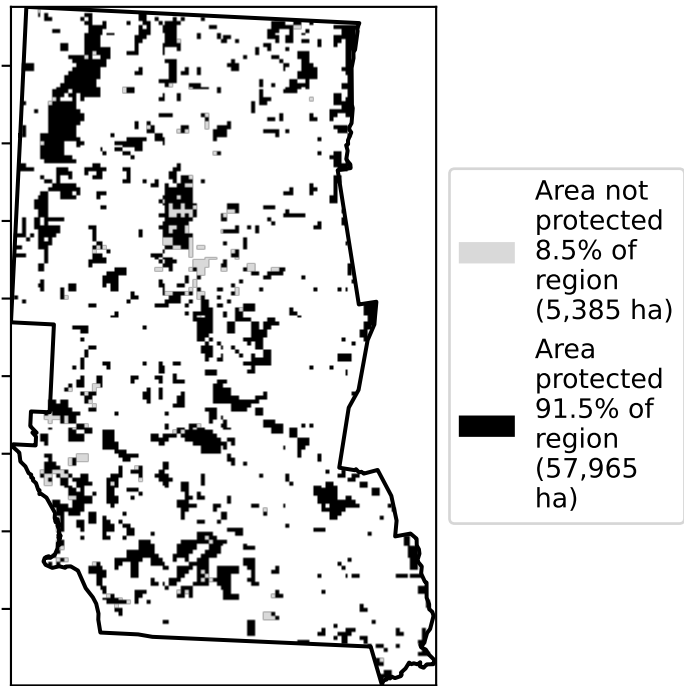 Area not
protected
8.5% of
region
(5,385 ha)
Area
protected
91.5% of
region
(57,965
ha)